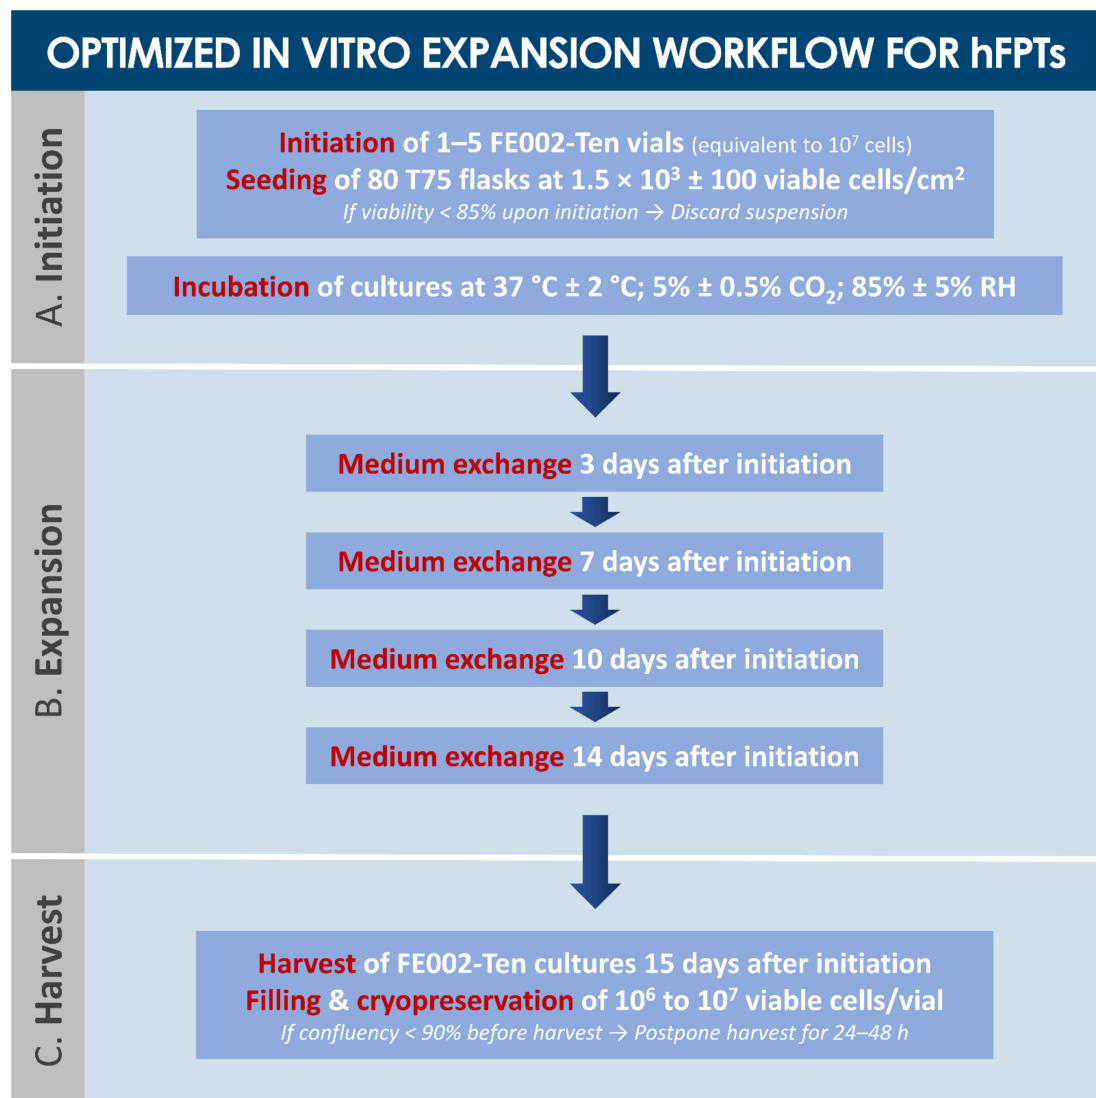 OPTIMIZED IN VITRO EXPANSION WORKFLOW FOR hFPTs
A. Initiation
Initiation of 1–5 FE002-Ten vials (equivalent to 10⁷ cells)
Seeding of 80 T75 flasks at 1.5 × 10³ ± 100 viable cells/cm²
If viability < 85% upon initiation → Discard suspension
Incubation of cultures at 37 °C ± 2 °C; 5% ± 0.5% CO₂; 85% ± 5% RH
B. Expansion
Medium exchange 3 days after initiation
Medium exchange 7 days after initiation
Medium exchange 10 days after initiation
Medium exchange 14 days after initiation
C. Harvest
Harvest of FE002-Ten cultures 15 days after initiation
Filling & cryopreservation of 10⁶ to 10⁷ viable cells/vial
If confluency < 90% before harvest → Postpone harvest for 24–48 h